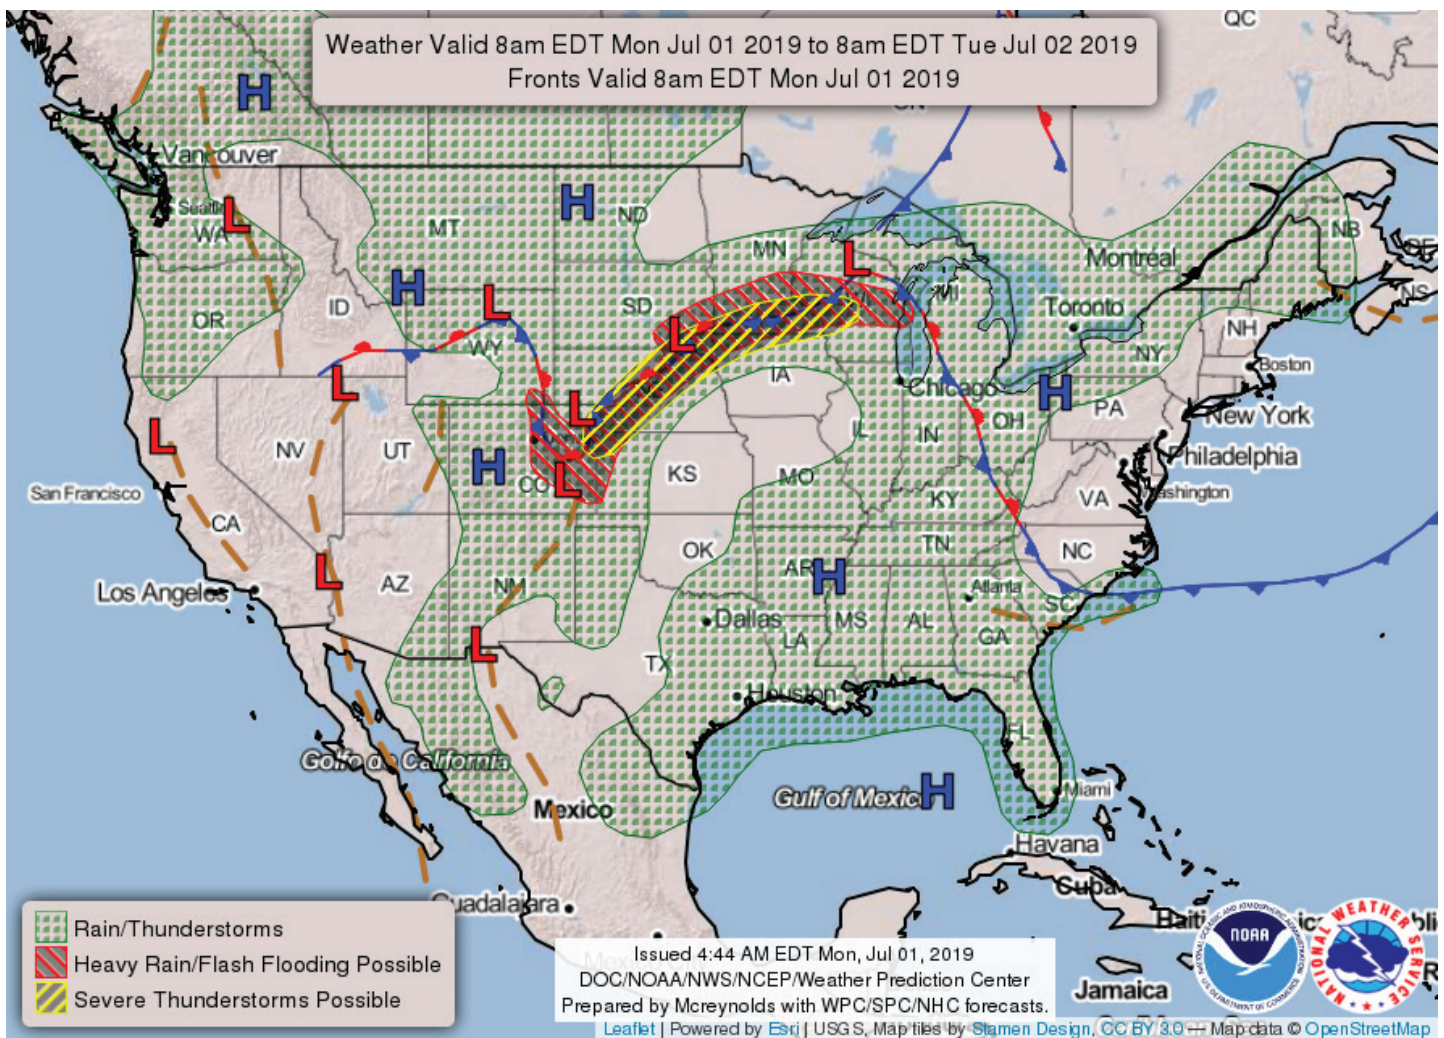 QC
Weather Valid 8am EDT Mon Jul 01 2019 to 8am EDT Tue Jul 02 2019
Fronts Valid 8am EDT Mon Jul 01 2019
H
Vancouver
H
L
WA
MT
ND
MN
NB
Montréal
L
H
ID
L
SD
MI
NS
OR
WY
L
Toronto
NH
NY
IA
Boston
L
Chicago
H
PA
New York
L
NV
UT
L
OH
IL
IN
Philadelphia
H
CO
L
KS
MO
KY
VA
Washington
San Francisco
CA
OK
TN
NC
L
AZ
NM
AR
H
Atlanta
SC
Los Angeles
Dallas
MS
AL
GA
LA
L
TX
Houston
FL
Golfo de California
H
Gulf of Mexico
Miami
Mexico
Havana
Cuba
Guadalajara
Haiti
Rain/Thunderstorms
Heavy Rain/Flash Flooding Possible
Severe Thunderstorms Possible
Issued 4:44 AM EDT Mon, Jul 01, 2019
DOC/NOAA/NWS/NCEP/Weather Prediction Center
Prepared by Mcreynolds with WPC/SPC/NHC forecasts.
Jamaica
NOAA
NATIONAL WEATHER SERVICE
Leaflet | Powered by Esri | USGS, Map tiles by Stamen Design, CC BY 3.0 — Map data © OpenStreetMap